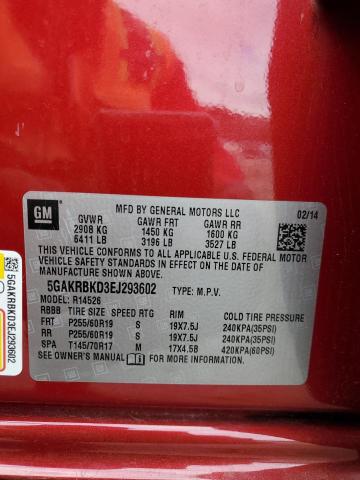 GM
MFD BY GENERAL MOTORS LLC
02/14
GVWR GAWR FRT GAWR RR
2908 KG 1450 KG 1600 KG
6411 LB 3196 LB 3527 LB
THIS VEHICLE CONFORMS TO ALL APPLICABLE U.S. FEDERAL MOTOR
VEHICLE SAFETY STANDARDS IN EFFECT ON THE DATE OF
MANUFACTURE SHOWN ABOVE.
5GAKRBKD3EJ293602 TYPE: M.P.V.
MODEL: R14526
RBBB TIRE SIZE SPEED RTG RIM COLD TIRE PRESSURE
FRT P255/60R19 S 19X7.5J 240KPA(35PSI)
RR P255/60R19 S 19X7.5J 240KPA(35PSI)
SPA T145/70R17 M 17X4.5B 420KPA(60PSI)
SEE OWNER'S MANUAL FOR MORE INFORMATION.
5GAKRBKD3EJ293602